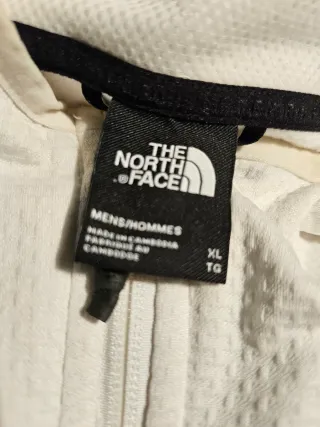 THE
NORTH
®FACE
MENS/HOMMES
MADE IN CAMBODIA
FABRIQUÉ AU
CAMBODGE
XL
TG